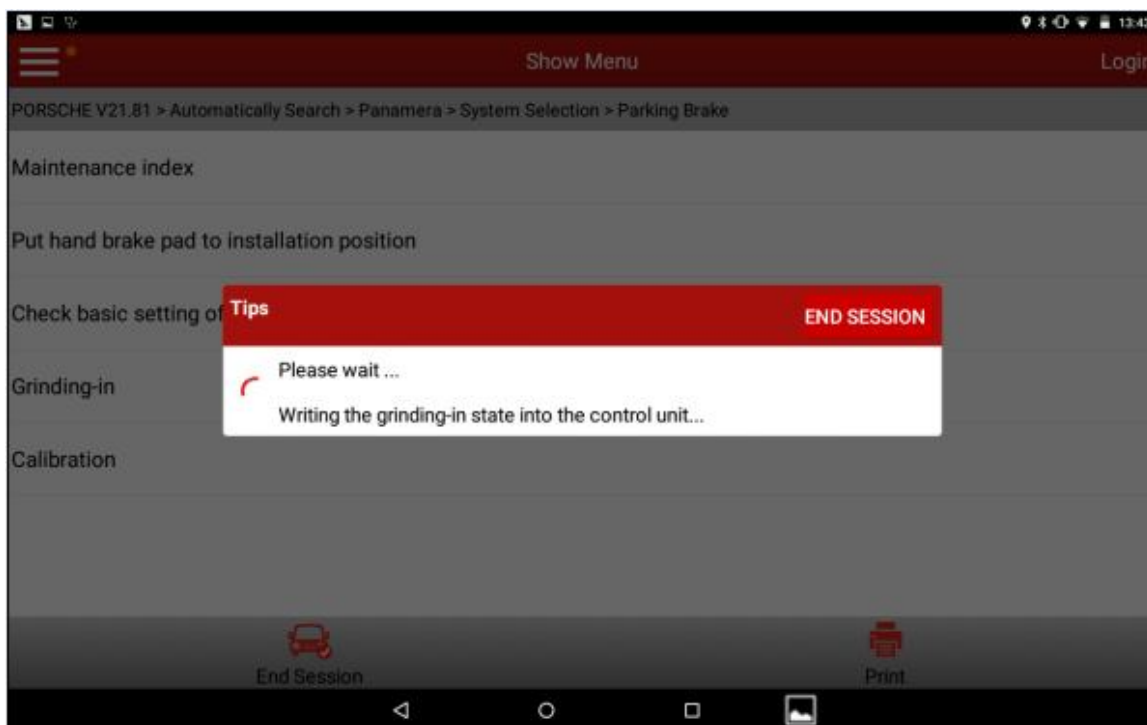 13:43
Show Menu
Login
PORSCHE V21.81 > Automatically Search > Panamera > System Selection > Parking Brake
Maintenance index
Put hand brake pad to installation position
Check basic setting of
Tips
END SESSION
Please wait ...
Writing the grinding-in state into the control unit...
Grinding-in
Calibration
End Session
Print